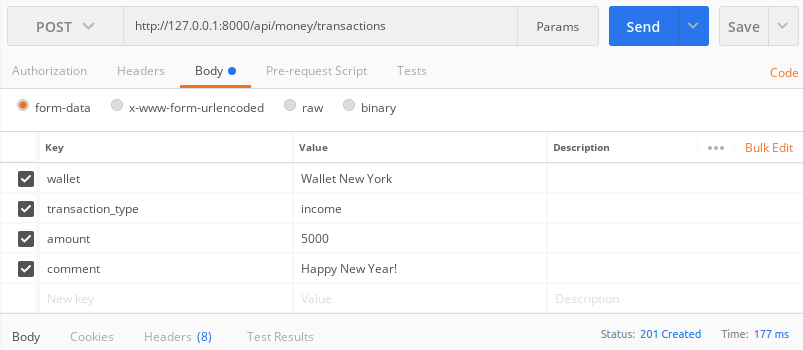 POST http://127.0.0.1:8000/api/money/transactions Params Send Save
Authorization Headers Body Pre-request Script Tests Code
form-data x-www-form-urlencoded raw binary
Key Value Description ••• Bulk Edit
wallet Wallet New York
transaction_type income
amount 5000
comment Happy New Year!
New key Value Description
Body Cookies Headers (8) Test Results Status: 201 Created Time: 177 ms